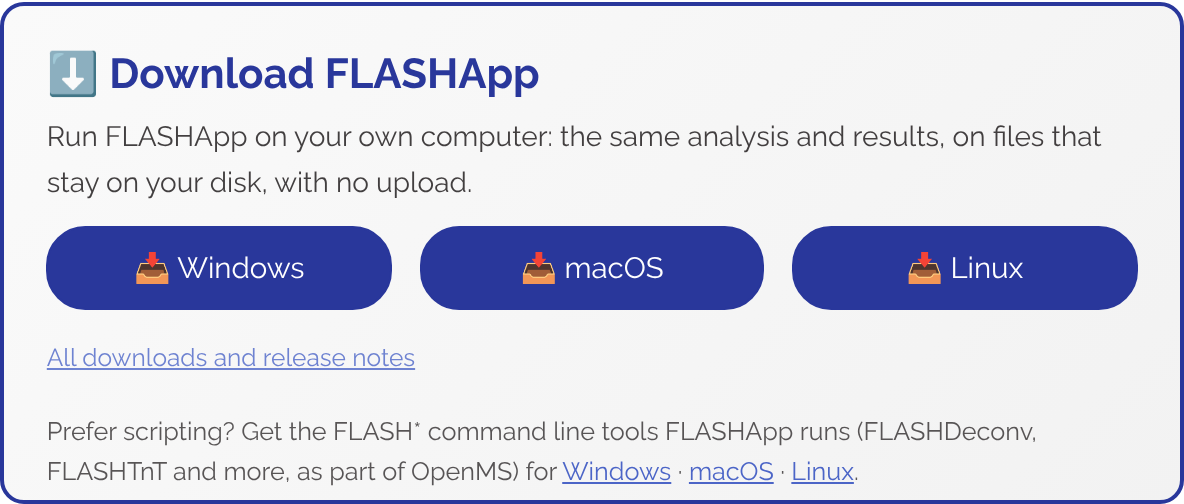 Download FLASHApp
Run FLASHApp on your own computer: the same analysis and results, on files that
stay on your disk, with no upload.
Windows
macOS
Linux
All downloads and release notes
Prefer scripting? Get the FLASH* command line tools FLASHApp runs (FLASHDeconv,
FLASHTnT and more, as part of OpenMS) for Windows · macOS · Linux.